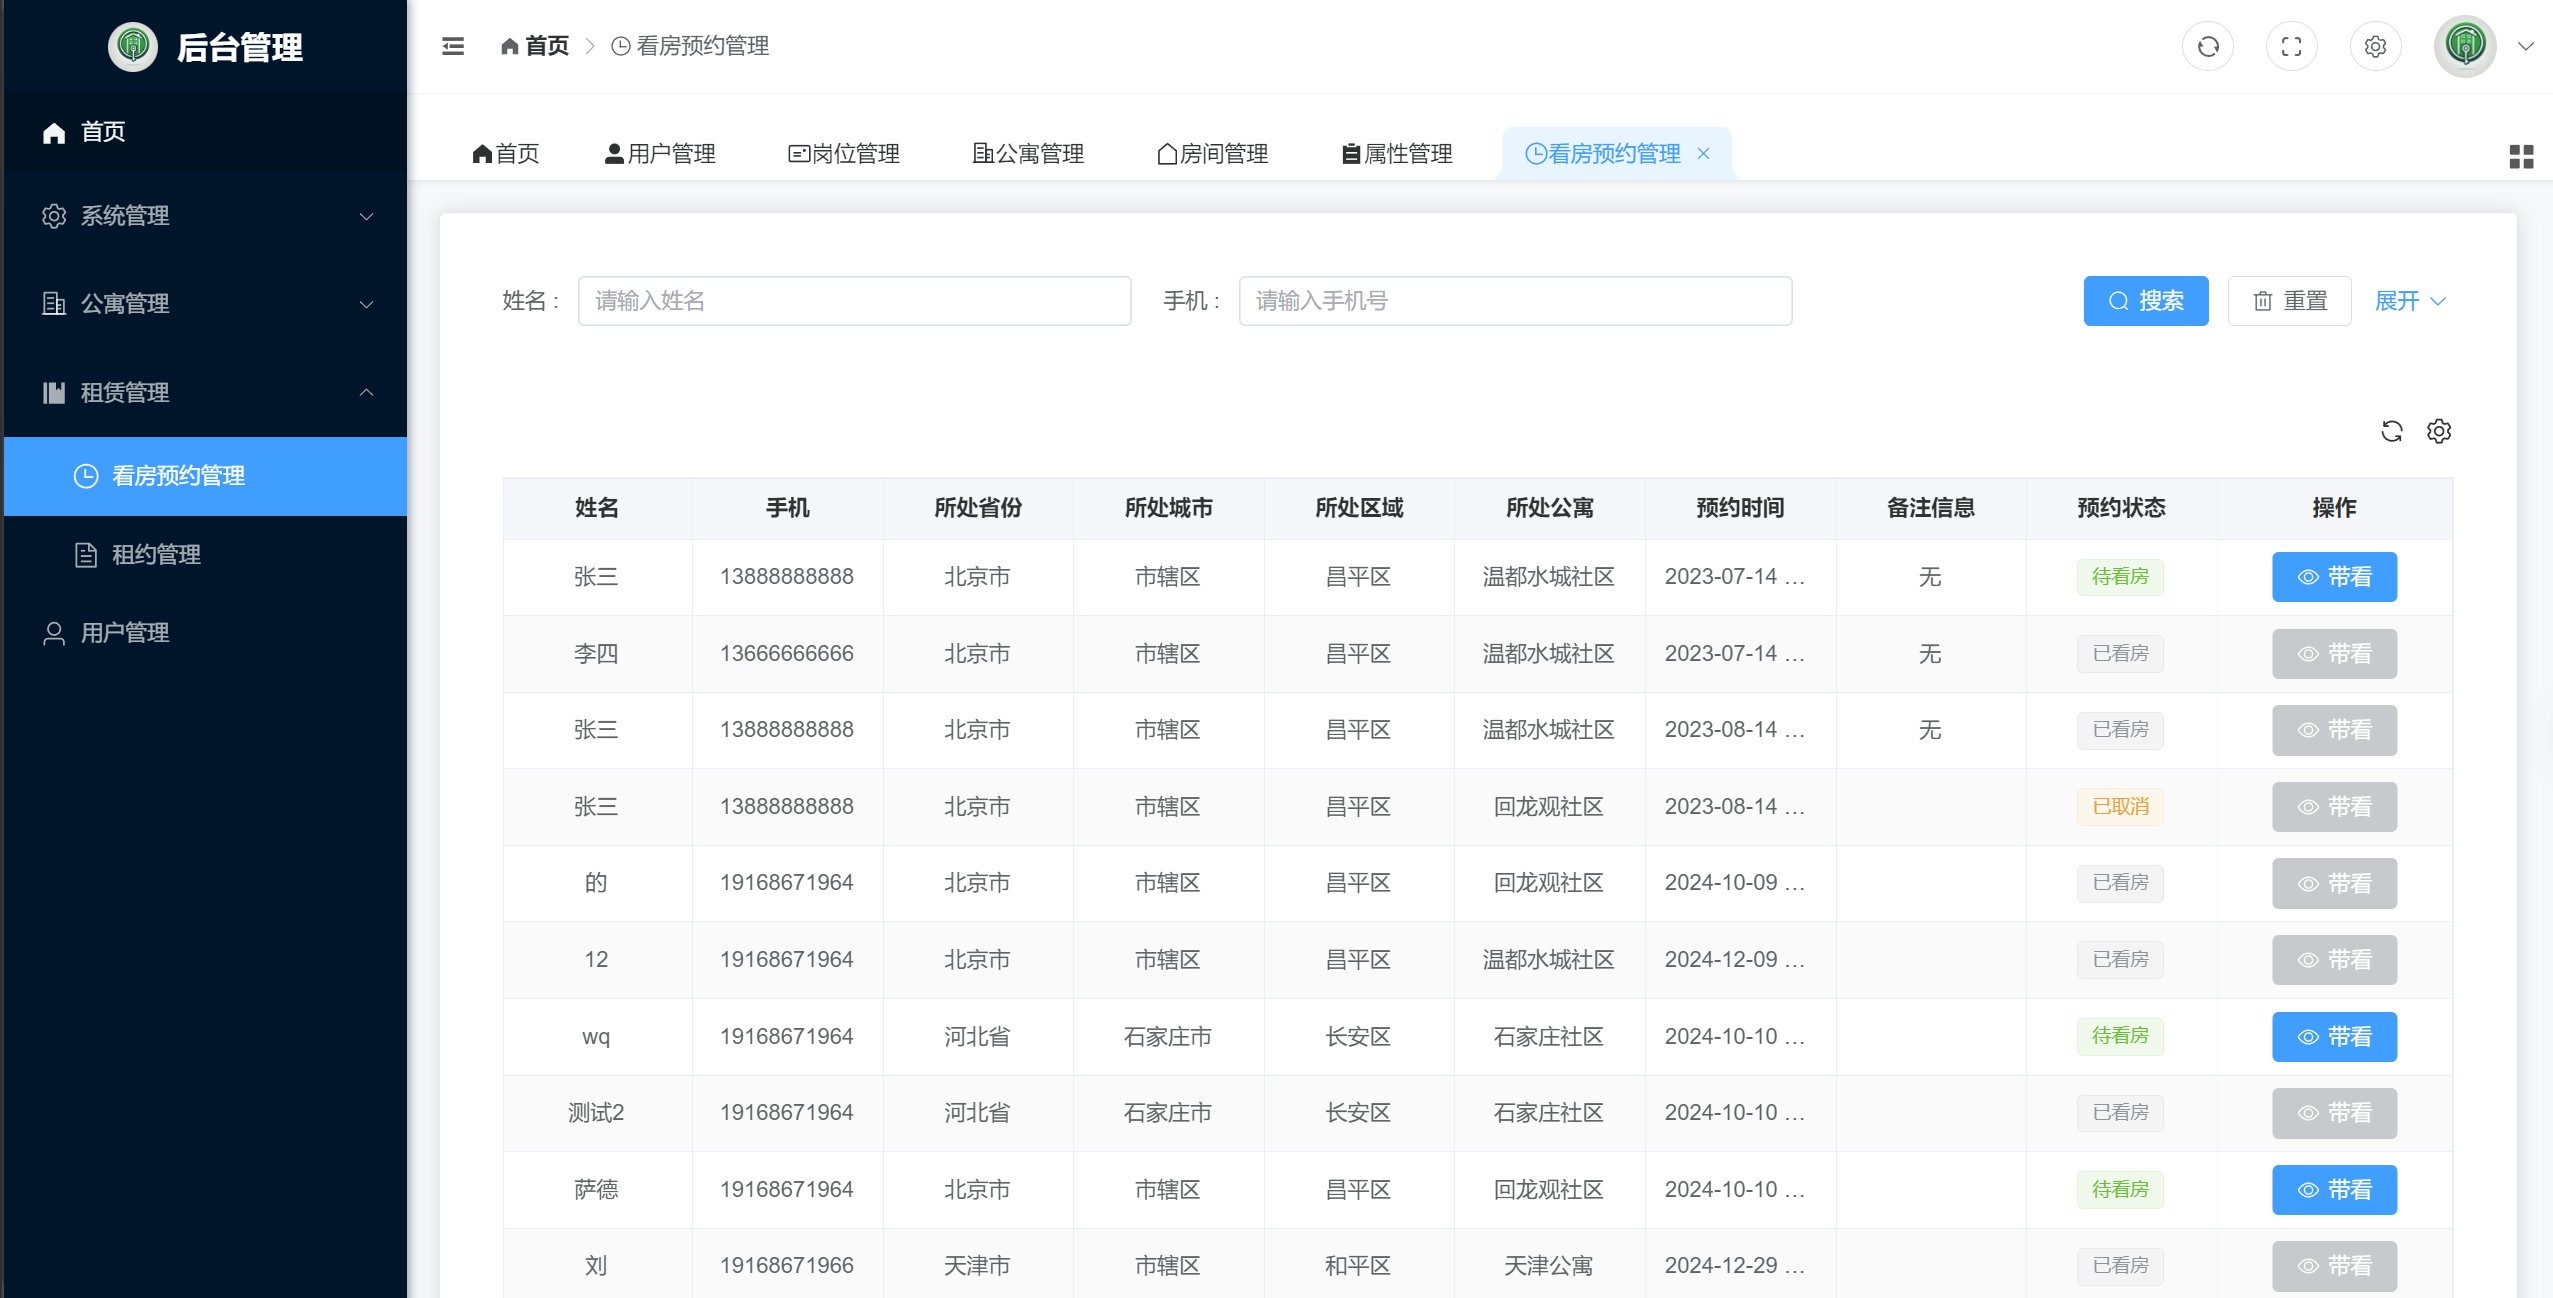 后台管理
首页
系统管理
公寓管理
租赁管理
看房预约管理
租约管理
用户管理
首页 看房预约管理
首页 用户管理 岗位管理 公寓管理 房间管理 属性管理 看房预约管理
姓名 : 请输入姓名 手机 : 请输入手机号 搜索 重置 展开
姓名 手机 所处省份 所处城市 所处区域 所处公寓 预约时间 备注信息 预约状态 操作
张三 13888888888 北京市 市辖区 昌平区 温都水城社区 2023-07-14 … 无 待看房 带看
李四 13666666666 北京市 市辖区 昌平区 温都水城社区 2023-07-14 … 无 已看房 带看
张三 13888888888 北京市 市辖区 昌平区 温都水城社区 2023-08-14 … 无 已看房 带看
张三 13888888888 北京市 市辖区 昌平区 回龙观社区 2023-08-14 … 已取消 带看
的 19168671964 北京市 市辖区 昌平区 回龙观社区 2024-10-09 … 已看房 带看
12 19168671964 北京市 市辖区 昌平区 温都水城社区 2024-12-09 … 已看房 带看
wq 19168671964 河北省 石家庄市 长安区 石家庄社区 2024-10-10 … 待看房 带看
测试2 19168671964 河北省 石家庄市 长安区 石家庄社区 2024-10-10 … 已看房 带看
萨德 19168671964 北京市 市辖区 昌平区 回龙观社区 2024-10-10 … 待看房 带看
刘 19168671966 天津市 市辖区 和平区 天津公寓 2024-12-29 … 已看房 带看